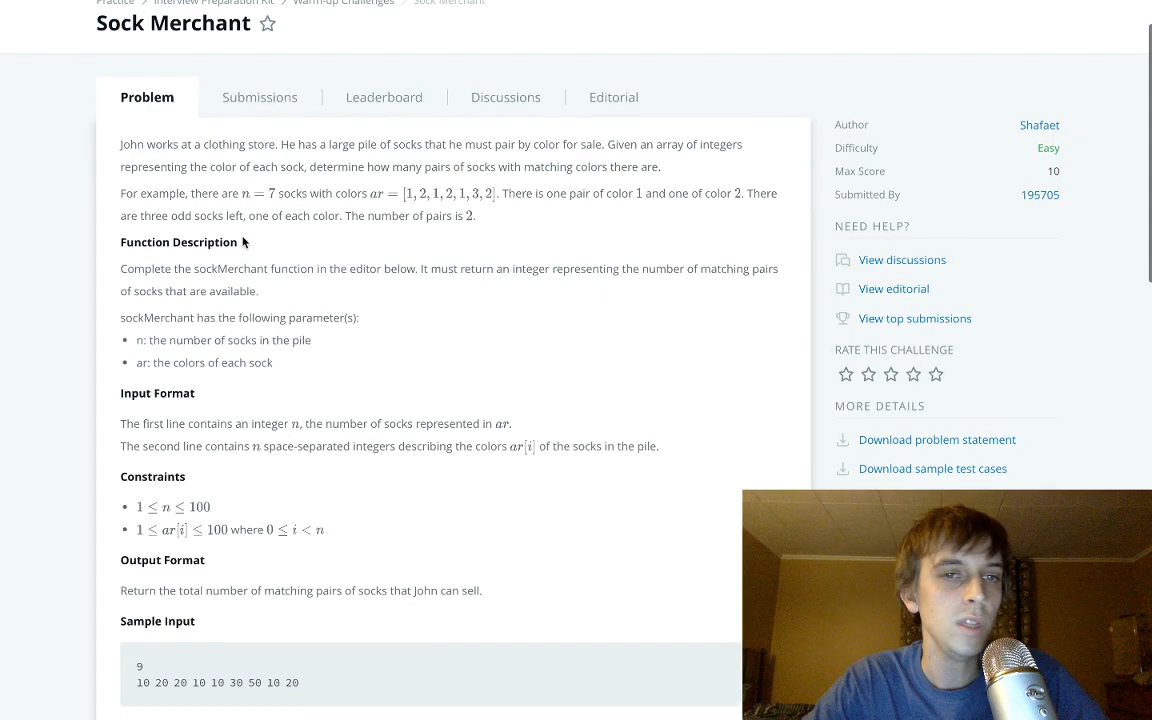 Practice > Interview Preparation Kit > Warm-up Challenges > Sock Merchant
Sock Merchant
Problem
Submissions
Leaderboard
Discussions
Editorial
John works at a clothing store. He has a large pile of socks that he must pair by color for sale. Given an array of integers
representing the color of each sock, determine how many pairs of socks with matching colors there are.
For example, there are n = 7 socks with colors ar = [1, 2, 1, 2, 1, 3, 2]. There is one pair of color 1 and one of color 2. There
are three odd socks left, one of each color. The number of pairs is 2.
Function Description
Complete the sockMerchant function in the editor below. It must return an integer representing the number of matching pairs
of socks that are available.
sockMerchant has the following parameter(s):
• n: the number of socks in the pile
• ar: the colors of each sock
Input Format
The first line contains an integer n, the number of socks represented in ar.
The second line contains n space-separated integers describing the colors ar[i] of the socks in the pile.
Constraints
• 1 ≤ n ≤ 100
• 1 ≤ ar[i] ≤ 100 where 0 ≤ i < n
Output Format
Return the total number of matching pairs of socks that John can sell.
Sample Input
9
10 20 20 10 10 30 50 10 20
Author Shafaet
Difficulty Easy
Max Score 10
Submitted By 195705
NEED HELP?
View discussions
View editorial
View top submissions
RATE THIS CHALLENGE
MORE DETAILS
Download problem statement
Download sample test cases